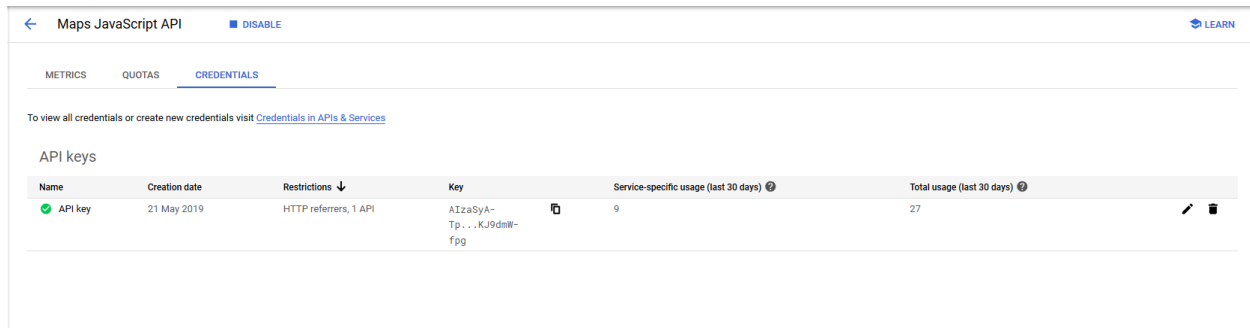 Maps JavaScript API DISABLE LEARN
METRICS QUOTAS CREDENTIALS
To view all credentials or create new credentials visit Credentials in APIs & Services
API keys
Name Creation date Restrictions Key Service-specific usage (last 30 days) Total usage (last 30 days)
API key 21 May 2019 HTTP referrers, 1 API AIzaSyA- 9 27
Tp...KJ9dmW-
fpg